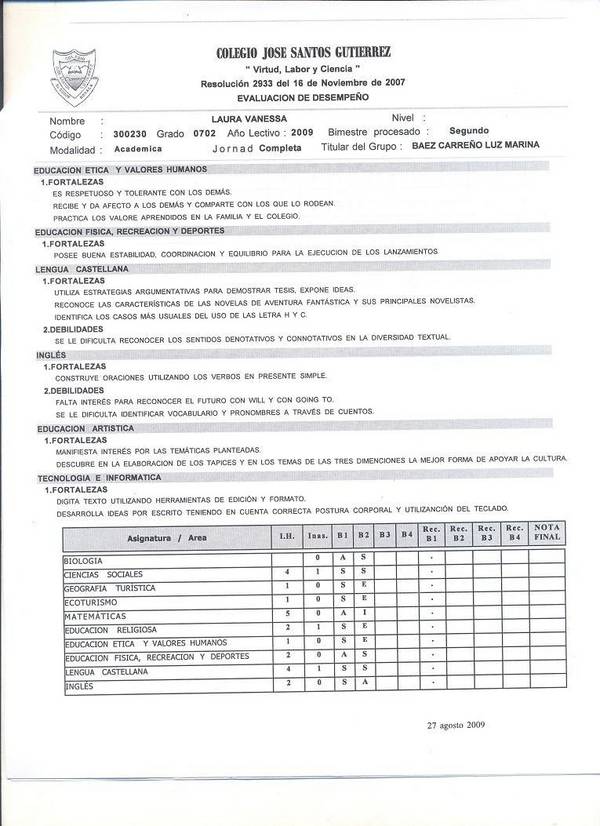 COLEGIO JOSE SANTOS GUTIERREZ
" Virtud, Labor y Ciencia "
Resolución 2933 del 16 de Noviembre de 2007
EVALUACION DE DESEMPEÑO
Nombre : LAURA VANESSA Nivel :
Código : 300230 Grado 0702 Año Lectivo : 2009 Bimestre procesado : Segundo
Modalidad : Academica Jornad Completa Titular del Grupo : BAEZ CARREÑO LUZ MARINA
EDUCACION ETICA Y VALORES HUMANOS
1.FORTALEZAS
ES RESPETUOSO Y TOLERANTE CON LOS DEMÁS.
RECIBE Y DA AFECTO A LOS DEMÁS Y COMPARTE CON LOS QUE LO RODEAN.
PRACTICA LOS VALORE APRENDIDOS EN LA FAMILIA Y EL COLEGIO.
EDUCACION FISICA, RECREACION Y DEPORTES
1.FORTALEZAS
POSEE BUENA ESTABILIDAD, COORDINACION Y EQUILIBRIO PARA LA EJECUCION DE LOS LANZAMIENTOS
LENGUA CASTELLANA
1.FORTALEZAS
UTILIZA ESTRATEGIAS ARGUMENTATIVAS PARA DEMOSTRAR TESIS, EXPONE IDEAS.
RECONOCE LAS CARACTERÍSTICAS DE LAS NOVELAS DE AVENTURA FANTÁSTICA Y SUS PRINCIPALES NOVELISTAS.
IDENTIFICA LOS CASOS MÁS USUALES DEL USO DE LAS LETRA H Y C.
2.DEBILIDADES
SE LE DIFICULTA RECONOCER LOS SENTIDOS DENOTATIVOS Y CONNOTATIVOS EN LA DIVERSIDAD TEXTUAL.
INGLÉS
1.FORTALEZAS
CONSTRUYE ORACIONES UTILIZANDO LOS VERBOS EN PRESENTE SIMPLE.
2.DEBILIDADES
FALTA INTERÉS PARA RECONOCER EL FUTURO CON WILL Y CON GOING TO.
SE LE DIFICULTA IDENTIFICAR VOCABULARIO Y PRONOMBRES A TRAVÉS DE CUENTOS.
EDUCACION ARTISTICA
1.FORTALEZAS
MANIFIESTA INTERÉS POR LAS TEMÁTICAS PLANTEADAS.
DESCUBRE EN LA ELABORACION DE LOS TAPICES Y EN LOS TEMAS DE LAS TRES DIMENCIONES LA MEJOR FORMA DE APOYAR LA CULTURA.
TECNOLOGIA E INFORMATICA
1.FORTALEZAS
DIGITA TEXTO UTILIZANDO HERRAMIENTAS DE EDICIÓN Y FORMATO.
DESARROLLA IDEAS POR ESCRITO TENIENDO EN CUENTA CORRECTA POSTURA CORPORAL Y UTILIZANCIÓN DEL TECLADO.
Asignatura / Area I.H. Inas. B1 B2 B3 B4 Rec. B1 Rec. B2 Rec. B3 Rec. B4 NOTA FINAL
BIOLOGIA 0 A S .
CIENCIAS SOCIALES 4 1 S S .
GEOGRAFIA TURÍSTICA 1 0 S E .
ECOTURISMO 1 0 S E .
MATEMÁTICAS 5 0 A I .
EDUCACION RELIGIOSA 2 1 S E .
EDUCACION ETICA Y VALORES HUMANOS 1 0 S E .
EDUCACION FISICA, RECREACION Y DEPORTES 2 0 A S .
LENGUA CASTELLANA 4 1 S S .
INGLÉS 2 0 S A .
27 agosto 2009